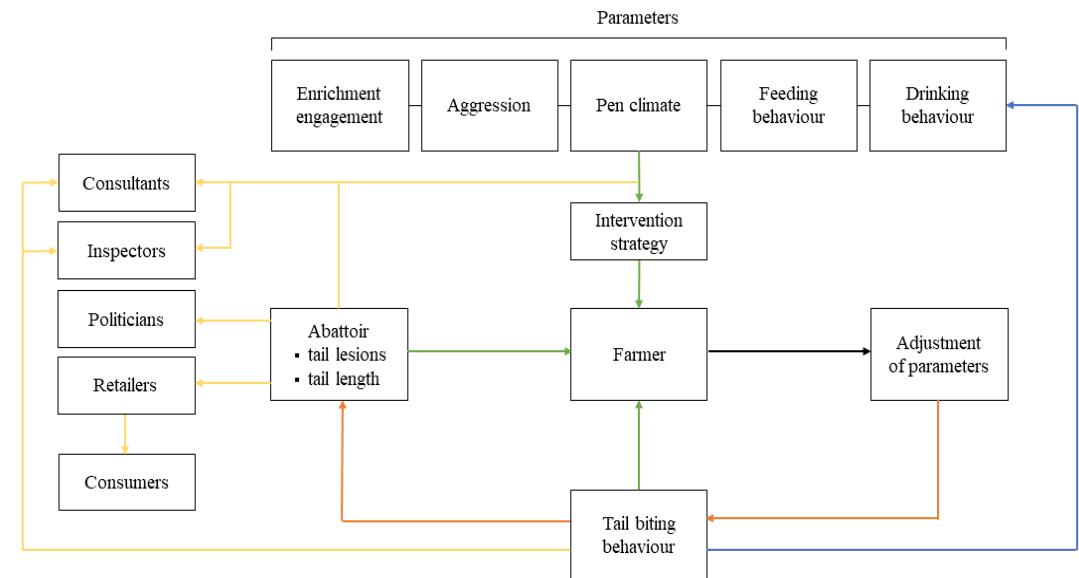 Parameters
Enrichment
engagement
Aggression
Pen climate
Feeding
behaviour
Drinking
behaviour
Consultants
Inspectors
Politicians
Retailers
Consumers
Intervention
strategy
Abattoir
▪ tail lesions
▪ tail length
Farmer
Adjustment
of parameters
Tail biting
behaviour